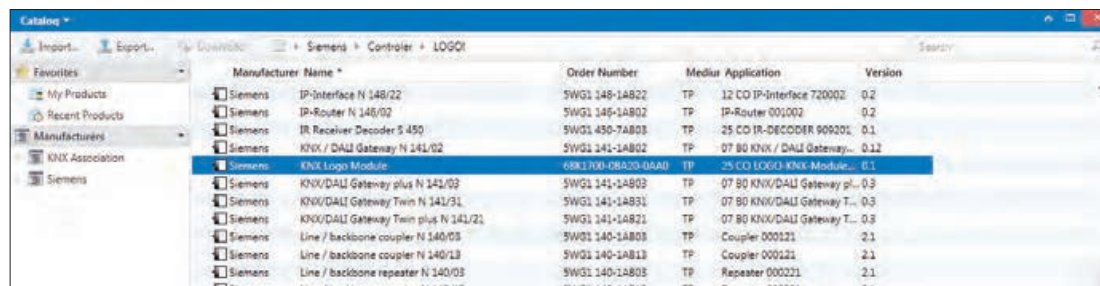 Catalog
Import... Export... Download Siemens Controler LOGO!
Favorites
My Products
Recent Products
Manufacturers
KNX Association
Siemens
Manufacturer Name Order Number Application Version
Siemens IP-Interface N 148/22 5WG1 148-1AB22 TP 12 CO IP-Interface 720002 0.2
Siemens IP-Router N 146/02 5WG1 146-1AB02 TP IP-Router 001002 0.2
Siemens IR Receiver Decoder S 450 5WG1 450-7AB03 TP 25 CO IR-DECODER 909201 0.1
Siemens KNX / DALI Gateway N 141/02 5WG1 141-1AB02 TP 07 B0 KNX / DALI Gateway... 0.12
Siemens KNX Logo Module 6BK1700-0BA20-0AA0 TP 25 CO LOGO-KNX-Module... 0.1
Siemens KNX/DALI Gateway plus N 141/03 5WG1 141-1AB03 TP 07 B0 KNX/DALI Gateway pl... 0.3
Siemens KNX/DALI Gateway Twin N 141/31 5WG1 141-1AB31 TP 07 B0 KNX/DALI Gateway T... 0.3
Siemens KNX/DALI Gateway Twin plus N 141/21 5WG1 141-1AB21 TP 07 B0 KNX/DALI Gateway T... 0.3
Siemens Line / backbone coupler N 140/03 5WG1 140-1AB03 TP Coupler 000121 2.1
Siemens Line / backbone coupler N 140/13 5WG1 140-1AB13 TP Coupler 000121 2.1
Siemens Line / backbone repeater N 140/03 5WG1 140-1AB03 TP Repeater 000221 2.1